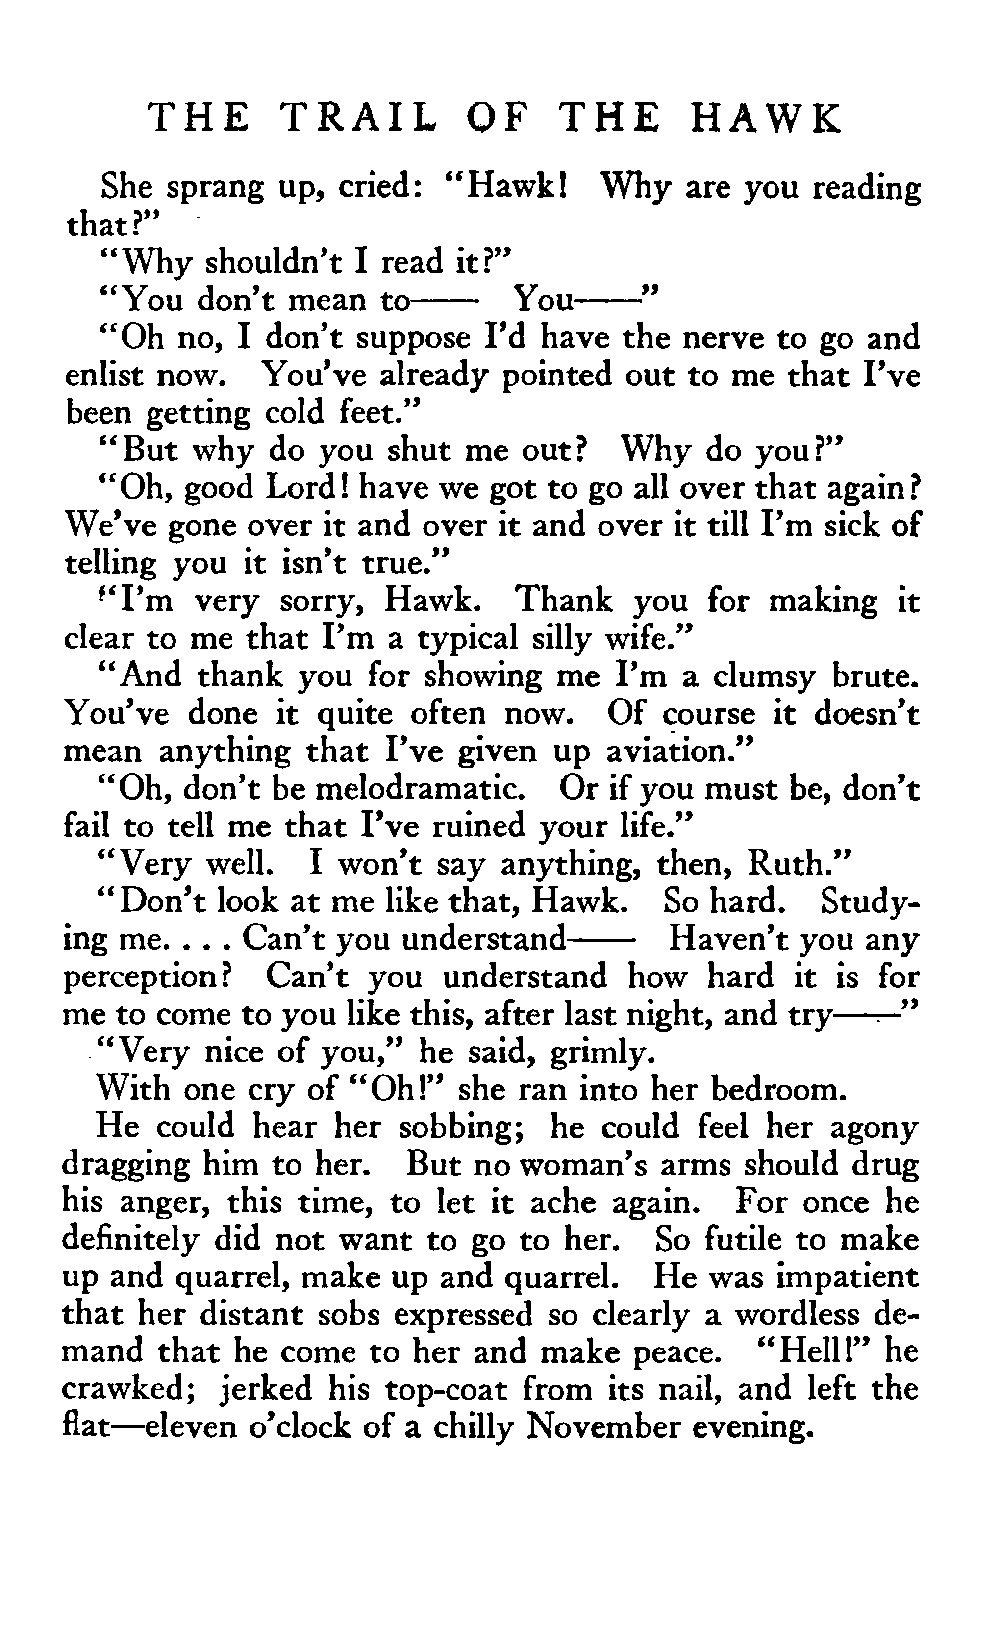 THE TRAIL OF THE HAWK
She sprang up, cried: "Hawk! Why are you reading
that?"
"Why shouldn't I read it?"
"You don't mean to—— You——"
"Oh no, I don't suppose I'd have the nerve to go and
enlist now. You've already pointed out to me that I've
been getting cold feet."
"But why do you shut me out? Why do you?"
"Oh, good Lord! have we got to go all over that again?
We've gone over it and over it and over it till I'm sick of
telling you it isn't true."
"I'm very sorry, Hawk. Thank you for making it
clear to me that I'm a typical silly wife."
"And thank you for showing me I'm a clumsy brute.
You've done it quite often now. Of course it doesn't
mean anything that I've given up aviation."
"Oh, don't be melodramatic. Or if you must be, don't
fail to tell me that I've ruined your life."
"Very well. I won't say anything, then, Ruth."
"Don't look at me like that, Hawk. So hard. Study-
ing me. . . . Can't you understand—— Haven't you any
perception? Can't you understand how hard it is for
me to come to you like this, after last night, and try——"
"Very nice of you," he said, grimly.
With one cry of "Oh!" she ran into her bedroom.
He could hear her sobbing; he could feel her agony
dragging him to her. But no woman's arms should drug
his anger, this time, to let it ache again. For once he
definitely did not want to go to her. So futile to make
up and quarrel, make up and quarrel. He was impatient
that her distant sobs expressed so clearly a wordless de-
mand that he come to her and make peace. "Hell!" he
crawked; jerked his top-coat from its nail, and left the
flat—eleven o'clock of a chilly November evening.